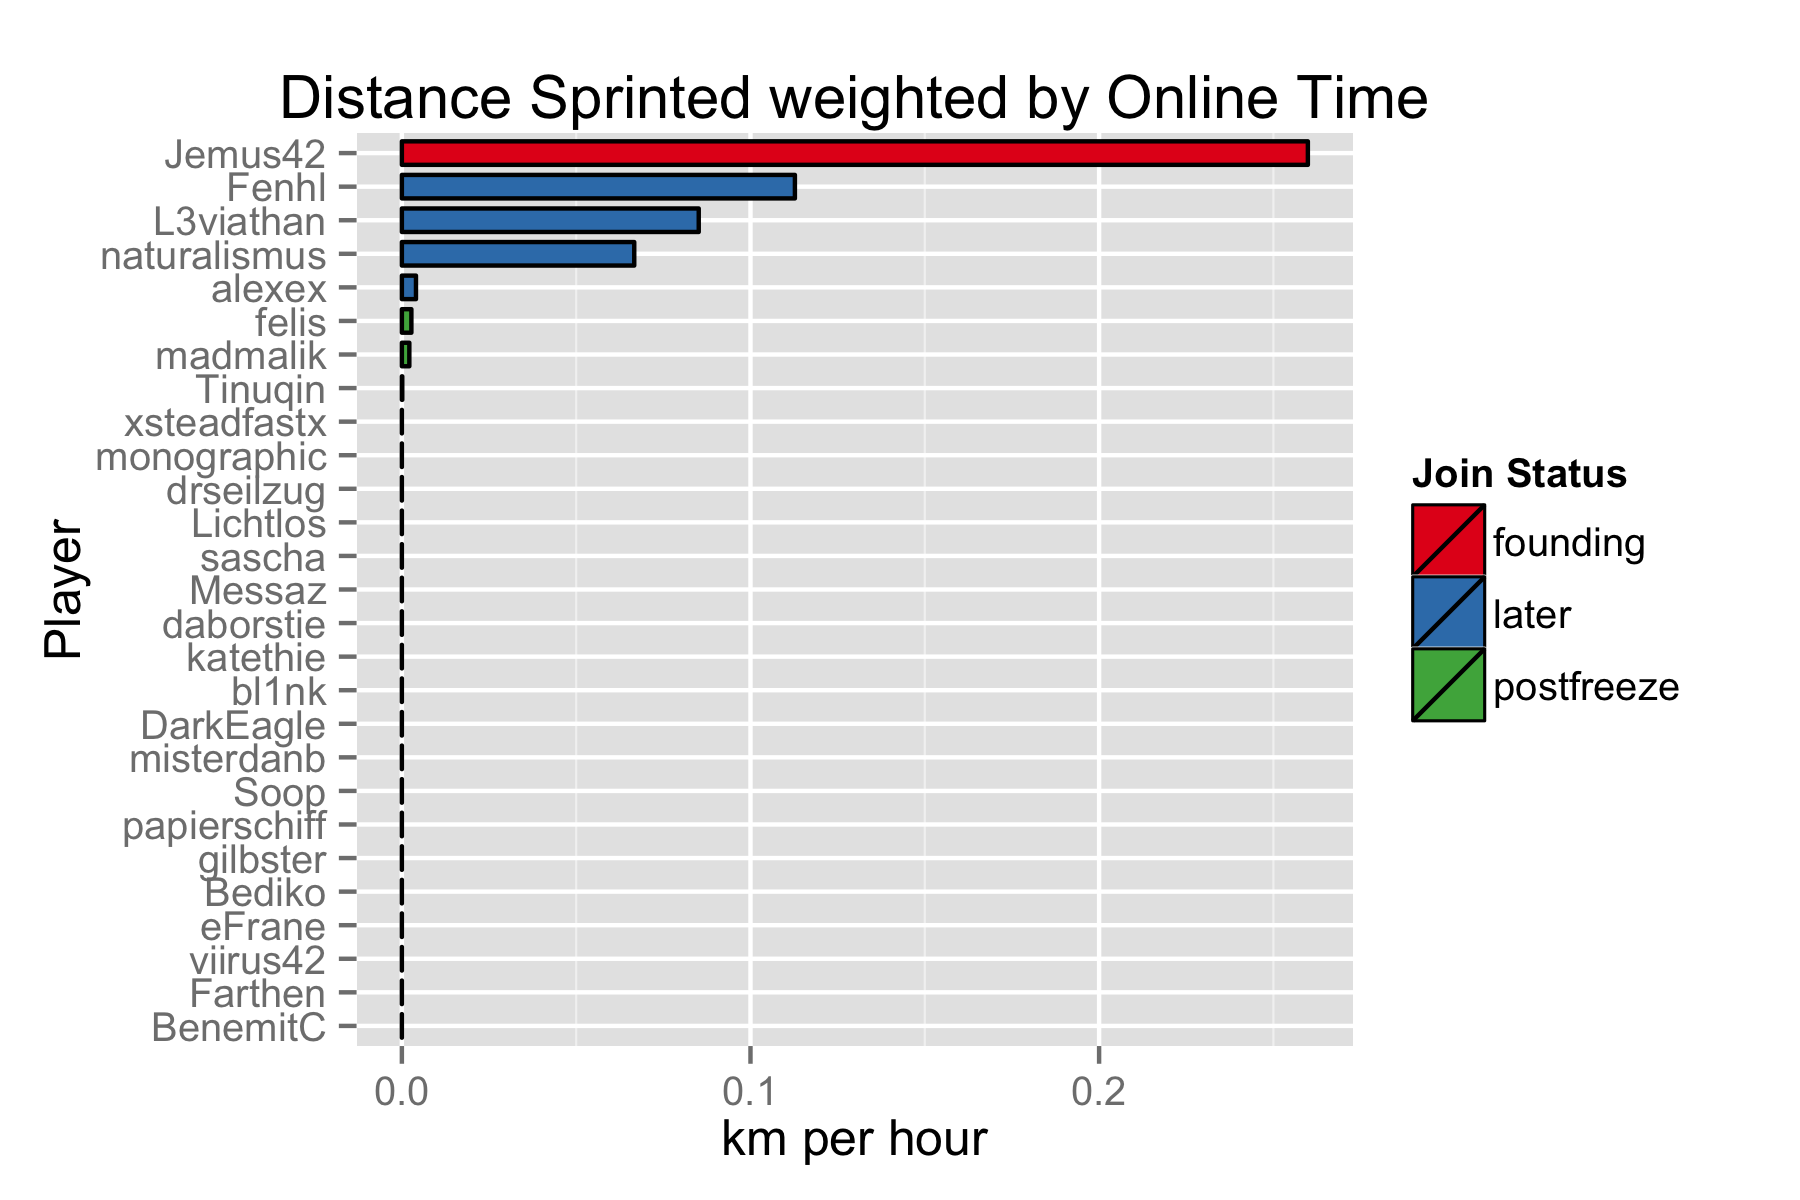 Distance Sprinted weighted by Online Time
Player
Jemus42
Fenhl
L3viathan
naturalismus
alexex
felis
madmalik
Tinuqin
xsteadfastx
monographic
drseilzug
Lichtlos
sascha
Messaz
daborstie
katethie
bl1nk
DarkEagle
misterdanb
Soop
papierschiff
gilbster
Bediko
eFrane
viirus42
Farthen
BenemitC
0.0 0.1 0.2
km per hour
Join Status
founding
later
postfreeze